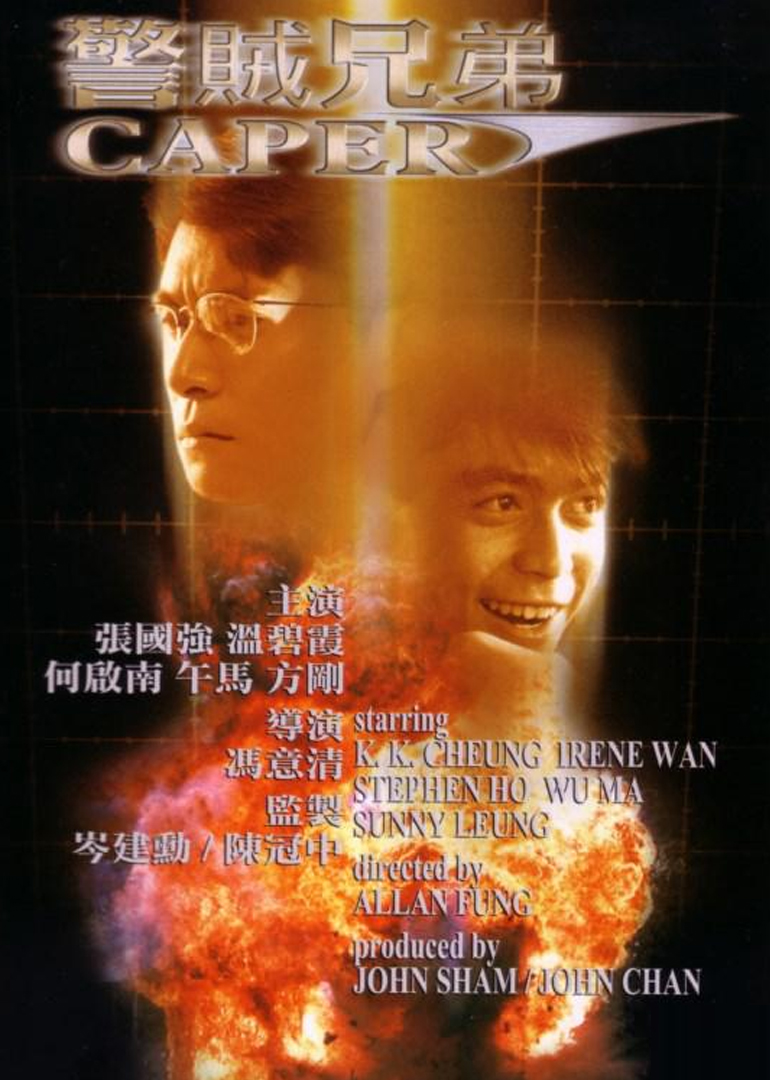 警賊兄弟
CAPER
主演
張國強 溫碧霞
何啟南 午馬 方剛
導演
馮意清
監製
岑建勳 / 陳冠中
starring
K. K. CHEUNG IRENE WAN
STEPHEN HO WU MA
SUNNY LEUNG
directed by
ALLAN FUNG
produced by
JOHN SHAM / JOHN CHAN